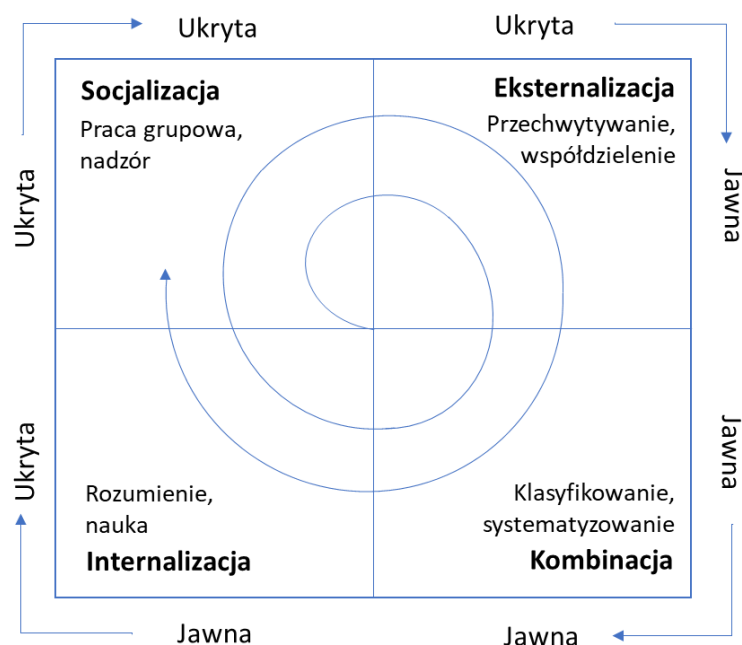 Ukryta
Ukryta
Socjalizacja
Praca grupowa,
nadzór
Eksternalizacja
Przechwytywanie,
współdzielenie
Ukryta
Jawna
Ukryta
Jawna
Rozumienie,
nauka
Internalizacja
Klasyfikowanie,
systematyzowanie
Kombinacja
Jawna
Jawna